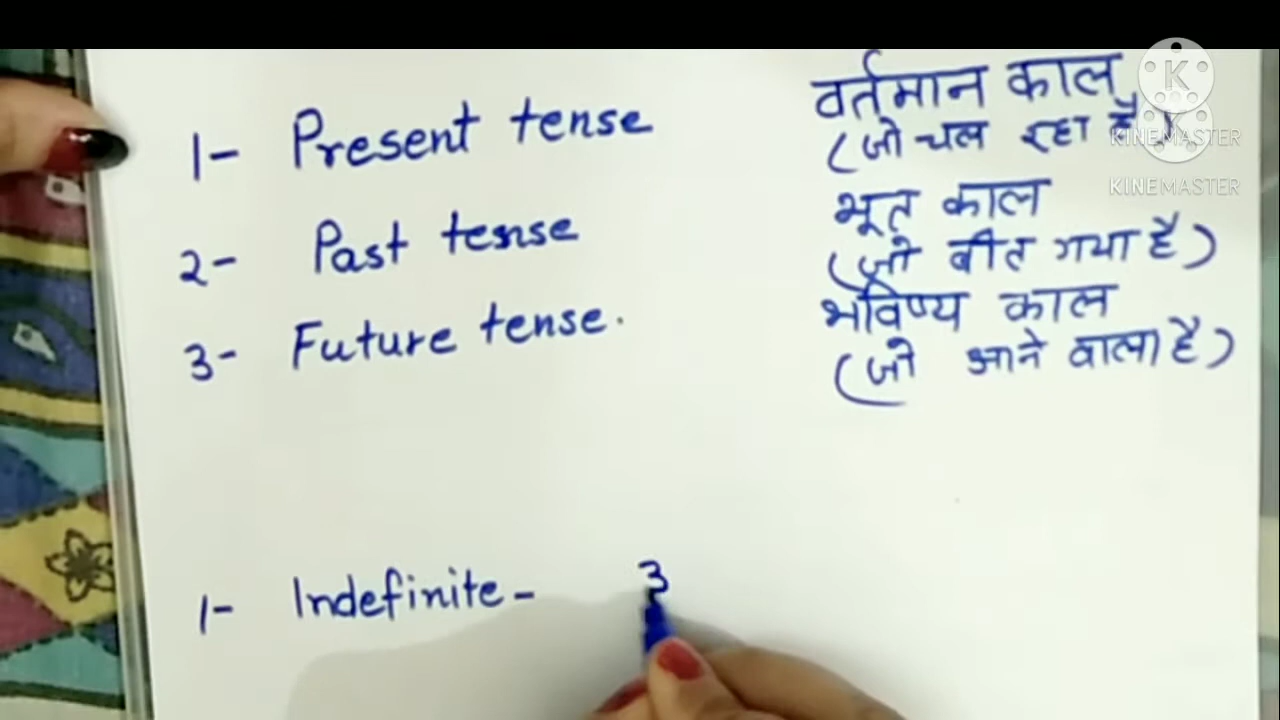 1- Present tense वर्तमान काल
(जो चल रहा है)
2- Past tense भूत काल
(जो बीत गया है)
3- Future tense. भविष्य काल
(जो आने वाला है)
1- Indefinite - 3
K
KINEMASTER
KINEMASTER